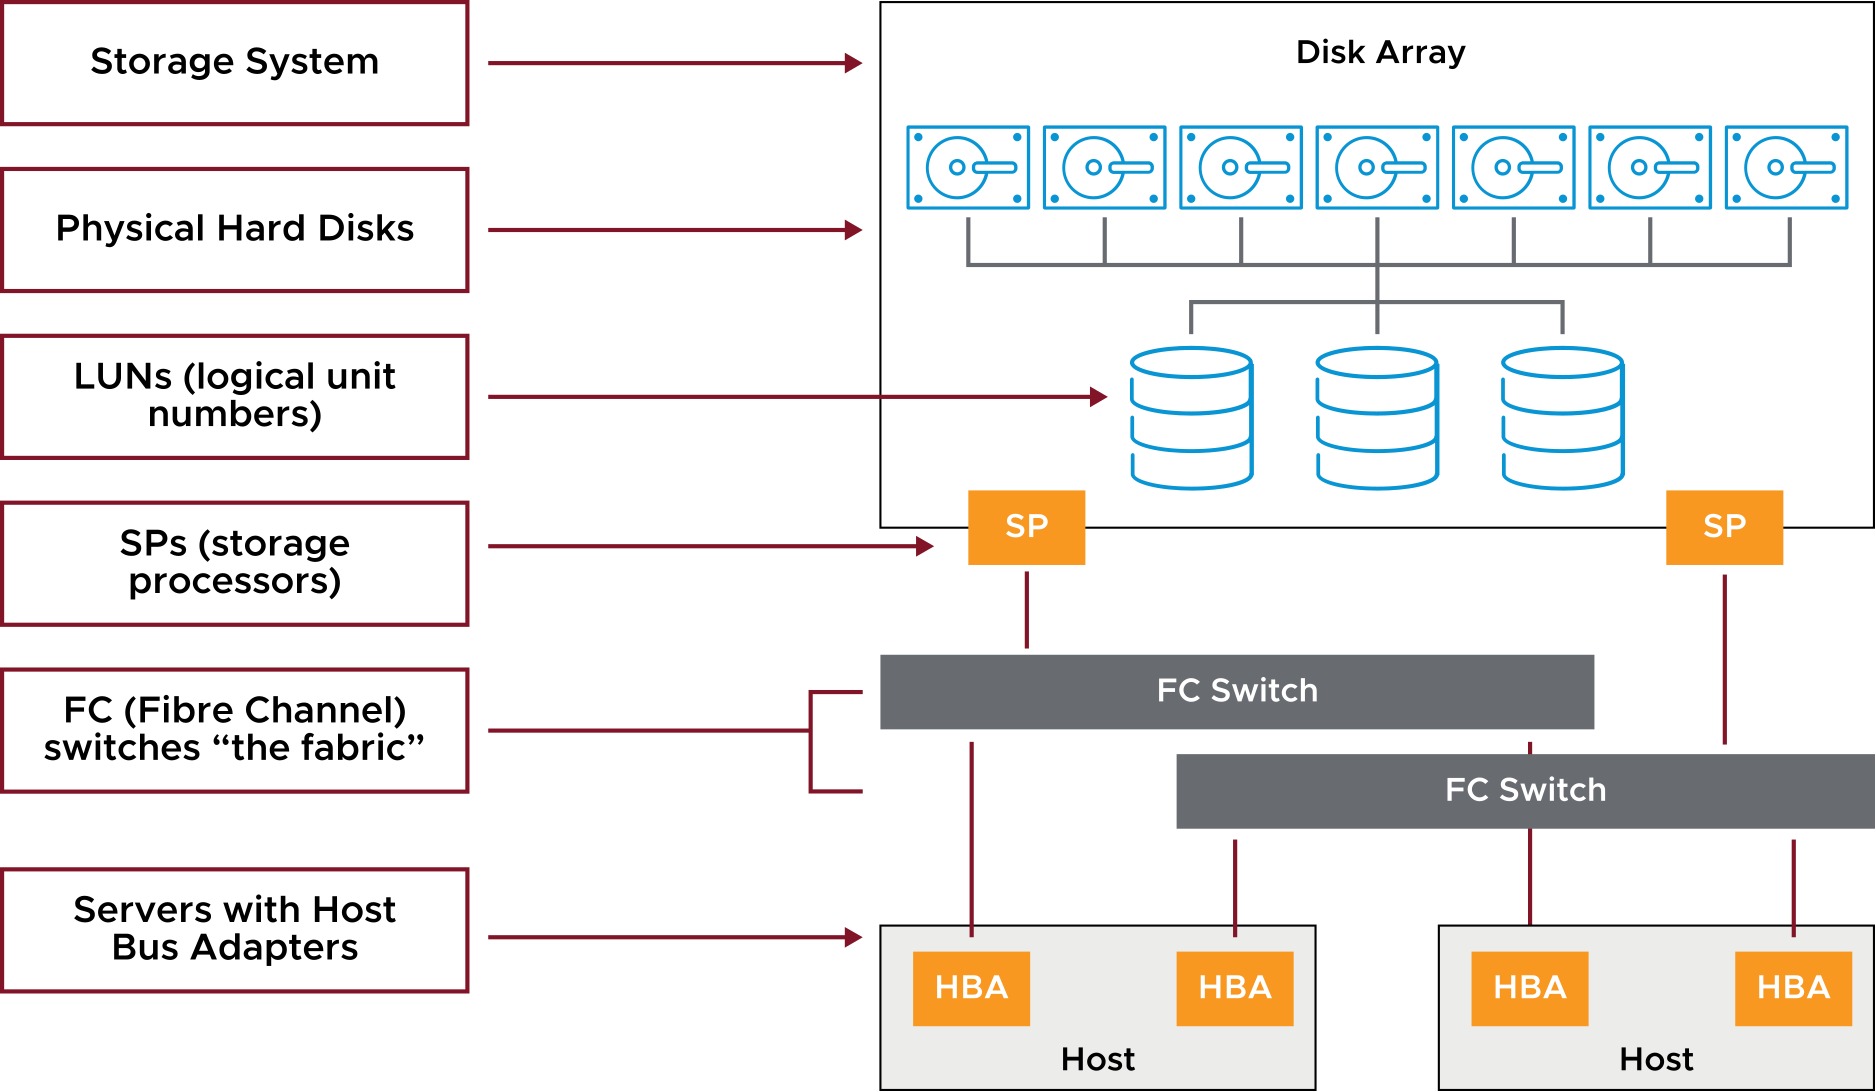 Storage System
Disk Array
Physical Hard Disks
LUNs (logical unit
numbers)
SPs (storage
processors)
SP
SP
FC (Fibre Channel)
switches “the fabric”
FC Switch
FC Switch
Servers with Host
Bus Adapters
HBA
HBA
Host
HBA
HBA
Host